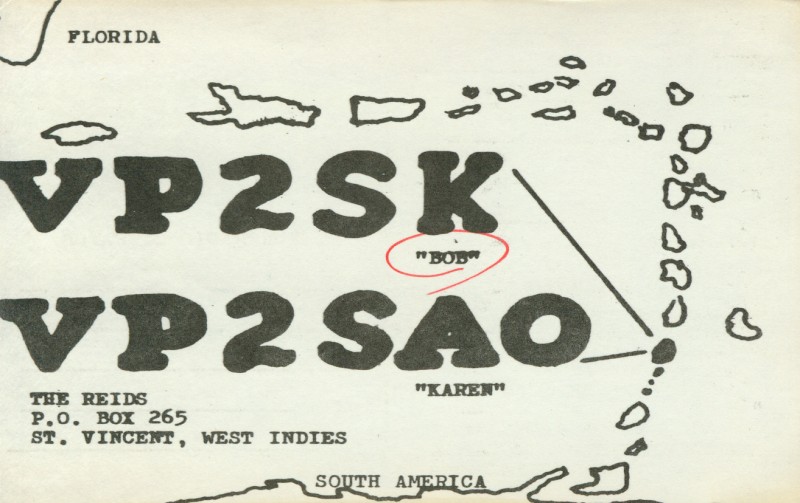 FLORIDA
VP2SK
"BOB"
VP2SAO
"KAREN"
THE REIDS
P.O. BOX 265
ST. VINCENT, WEST INDIES
SOUTH AMERICA